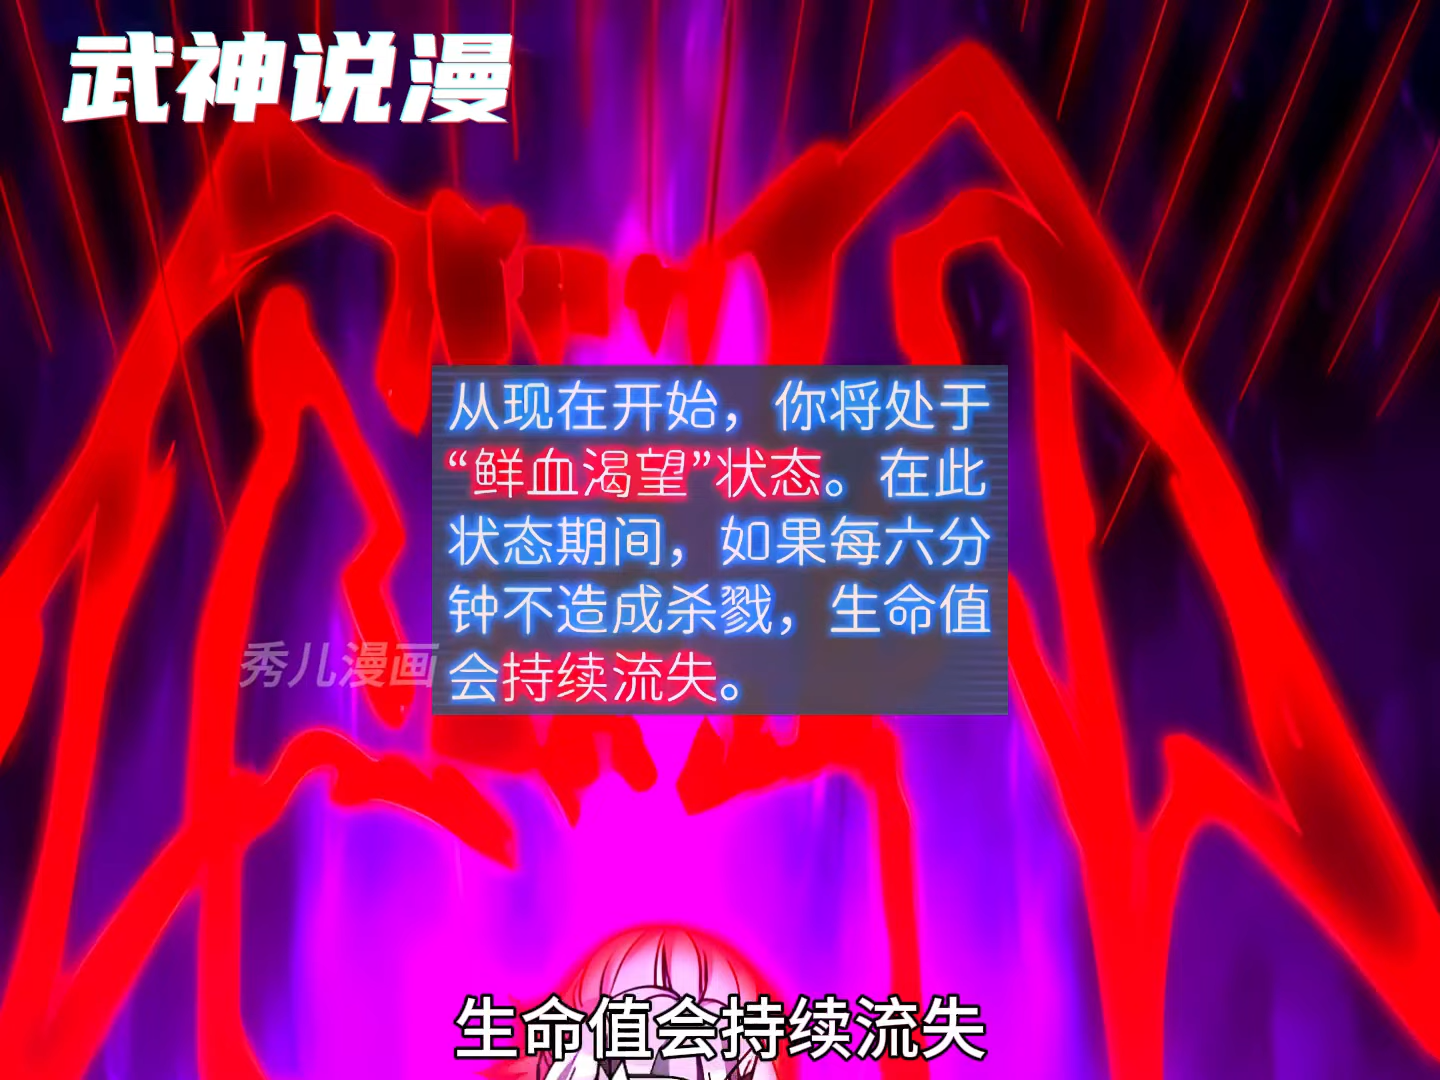 武神说漫
从现在开始，你将处于
“鲜血渴望”状态。在此
状态期间，如果每六分
钟不造成杀戮，生命值
会持续流失。
秀儿漫画
生命值会持续流失